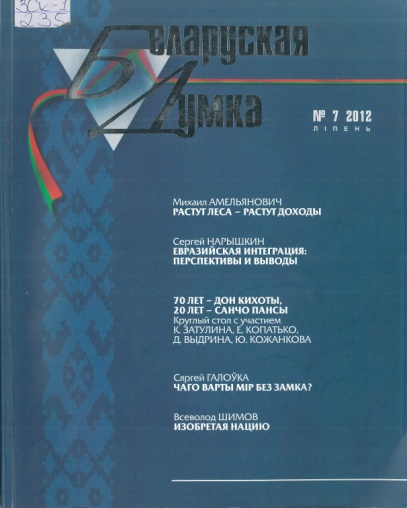 Беларуская
Думка
№ 7 2012
ЛІПЕНЬ
Михаил АМЕЛЬЯНОВИЧ
РАСТУТ ЛЕСА – РАСТУТ ДОХОДЫ
Сергей НАРЫШКИН
ЕВРАЗИЙСКАЯ ИНТЕГРАЦИЯ:
ПЕРСПЕКТИВЫ И ВЫВОДЫ
70 ЛЕТ – ДОН КИХОТЫ,
20 ЛЕТ – САНЧО ПАНСЫ
Круглый стол с участием
К. ЗАТУЛИНА, Е. КОПАТЬКО,
Д. ВЫДРИНА, Ю. КОЖАНКОВА
Сяргей ГАЛОЎКА
ЧАГО ВАРТЫ МІР БЕЗ ЗАМКА?
Всеволод ШИМОВ
ИЗОБРЕТАЯ НАЦИЮ